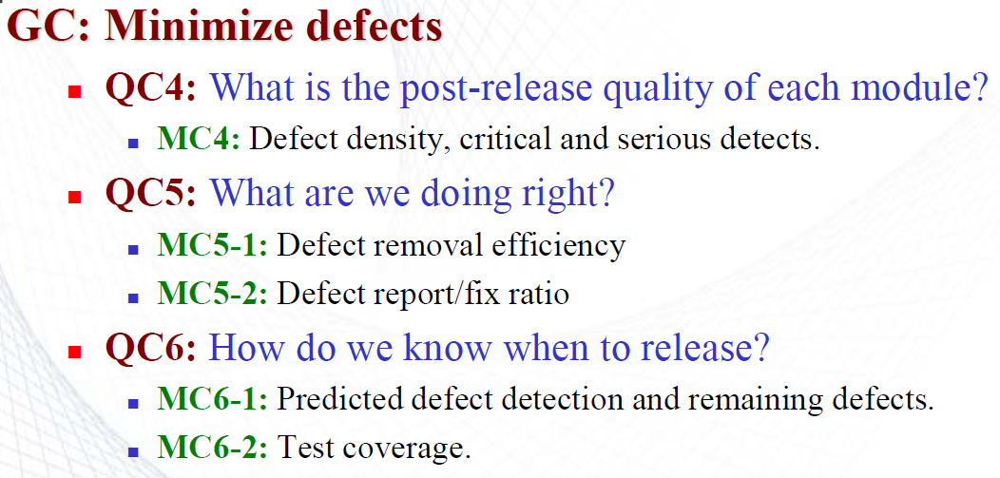 GC: Minimize defects
QC4: What is the post-release quality of each module?
MC4: Defect density, critical and serious detects.
QC5: What are we doing right?
MC5-1: Defect removal efficiency
MC5-2: Defect report/fix ratio
QC6: How do we know when to release?
MC6-1: Predicted defect detection and remaining defects.
MC6-2: Test coverage.